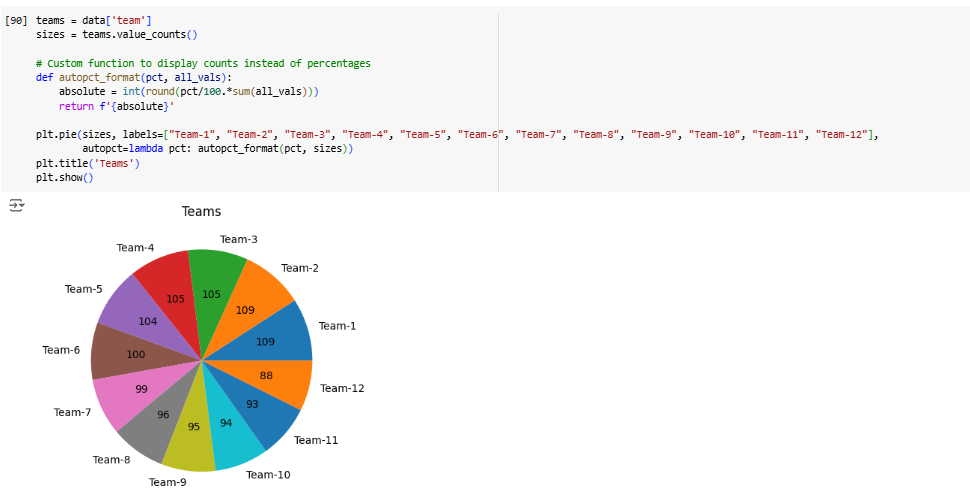 [90] teams = data['team']
sizes = teams.value_counts()
# Custom function to display counts instead of percentages
def autopct_format(pct, all_vals):
absolute = int(round(pct/100.*sum(all_vals)))
return f'{absolute}'
plt.pie(sizes, labels=["Team-1", "Team-2", "Team-3", "Team-4", "Team-5", "Team-6", "Team-7", "Team-8", "Team-9", "Team-10", "Team-11", "Team-12"],
autopct=lambda pct: autopct_format(pct, sizes))
plt.title('Teams')
plt.show()
Teams
Team-3
Team-4
Team-2
Team-5
105
105
109
Team-1
104
109
Team-6
100
88
Team-12
99
93
Team-7
96
94
95
Team-11
Team-8
Team-10
Team-9